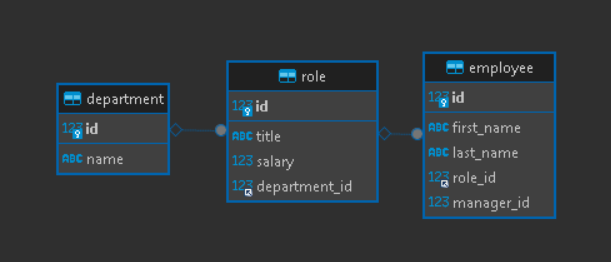 department
123 id
ABC name
role
123 id
ABC title
123 salary
123 department_id
employee
123 id
ABC first_name
ABC last_name
123 role_id
123 manager_id